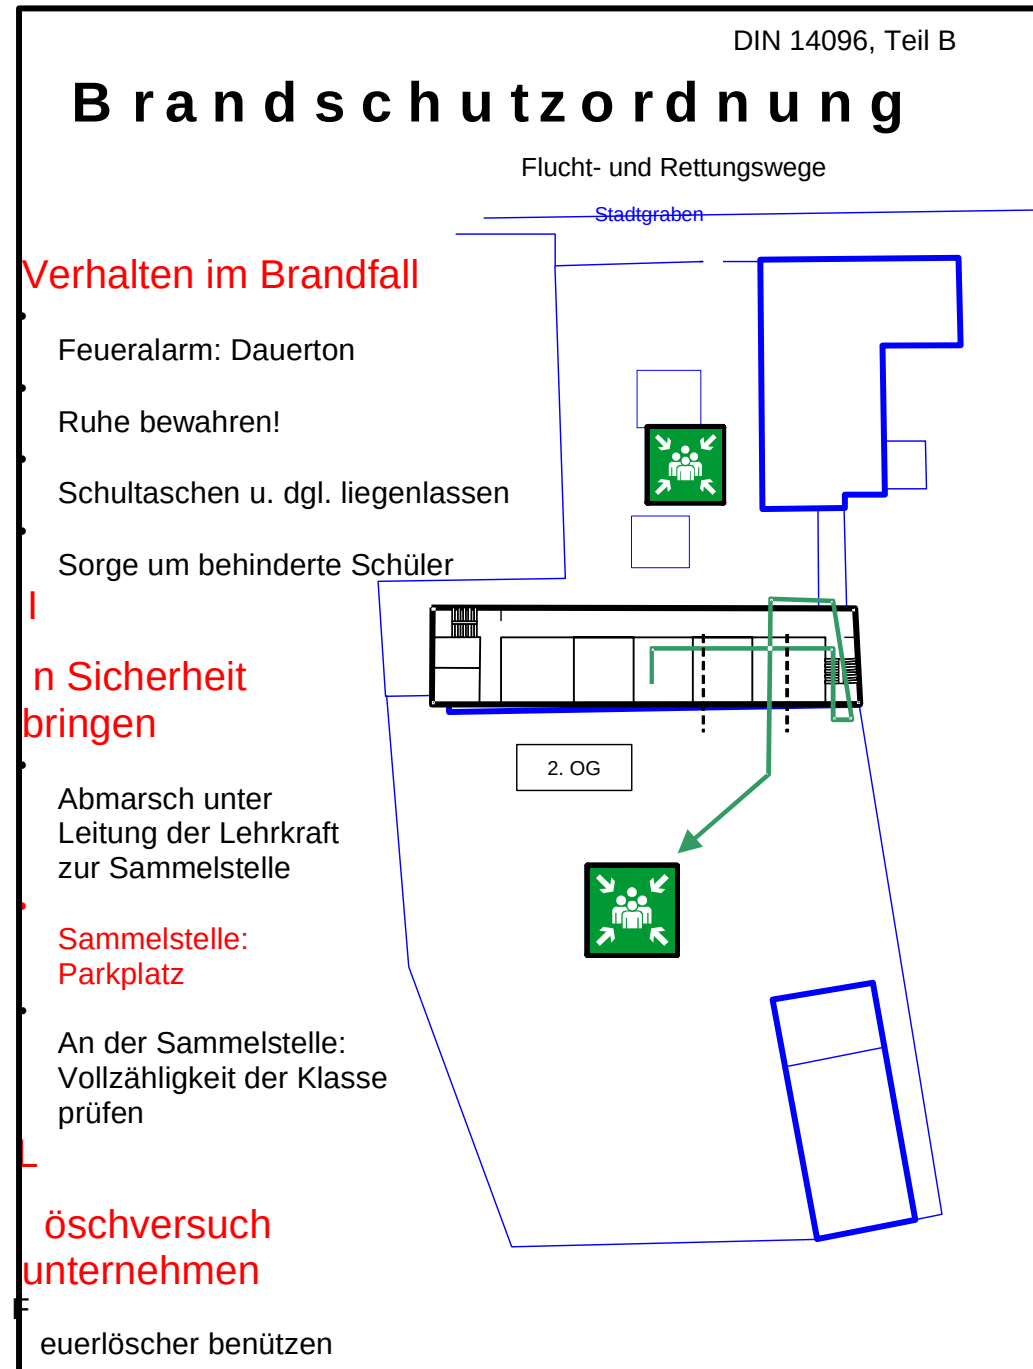 DIN 14096, Teil B
Brandschutzordnung
Flucht- und Rettungswege
Stadtgraben
Verhalten im Brandfall
• Feueralarm: Dauerton
• Ruhe bewahren!
• Schultaschen u. dgl. liegenlassen
• Sorge um behinderte Schüler
I
n Sicherheit
bringen
• Abmarsch unter
Leitung der Lehrkraft
zur Sammelstelle
• Sammelstelle:
Parkplatz
• An der Sammelstelle:
Vollzähligkeit der Klasse
prüfen
L
öschversuch
unternehmen
F
euerlöscher benützen
2. OG